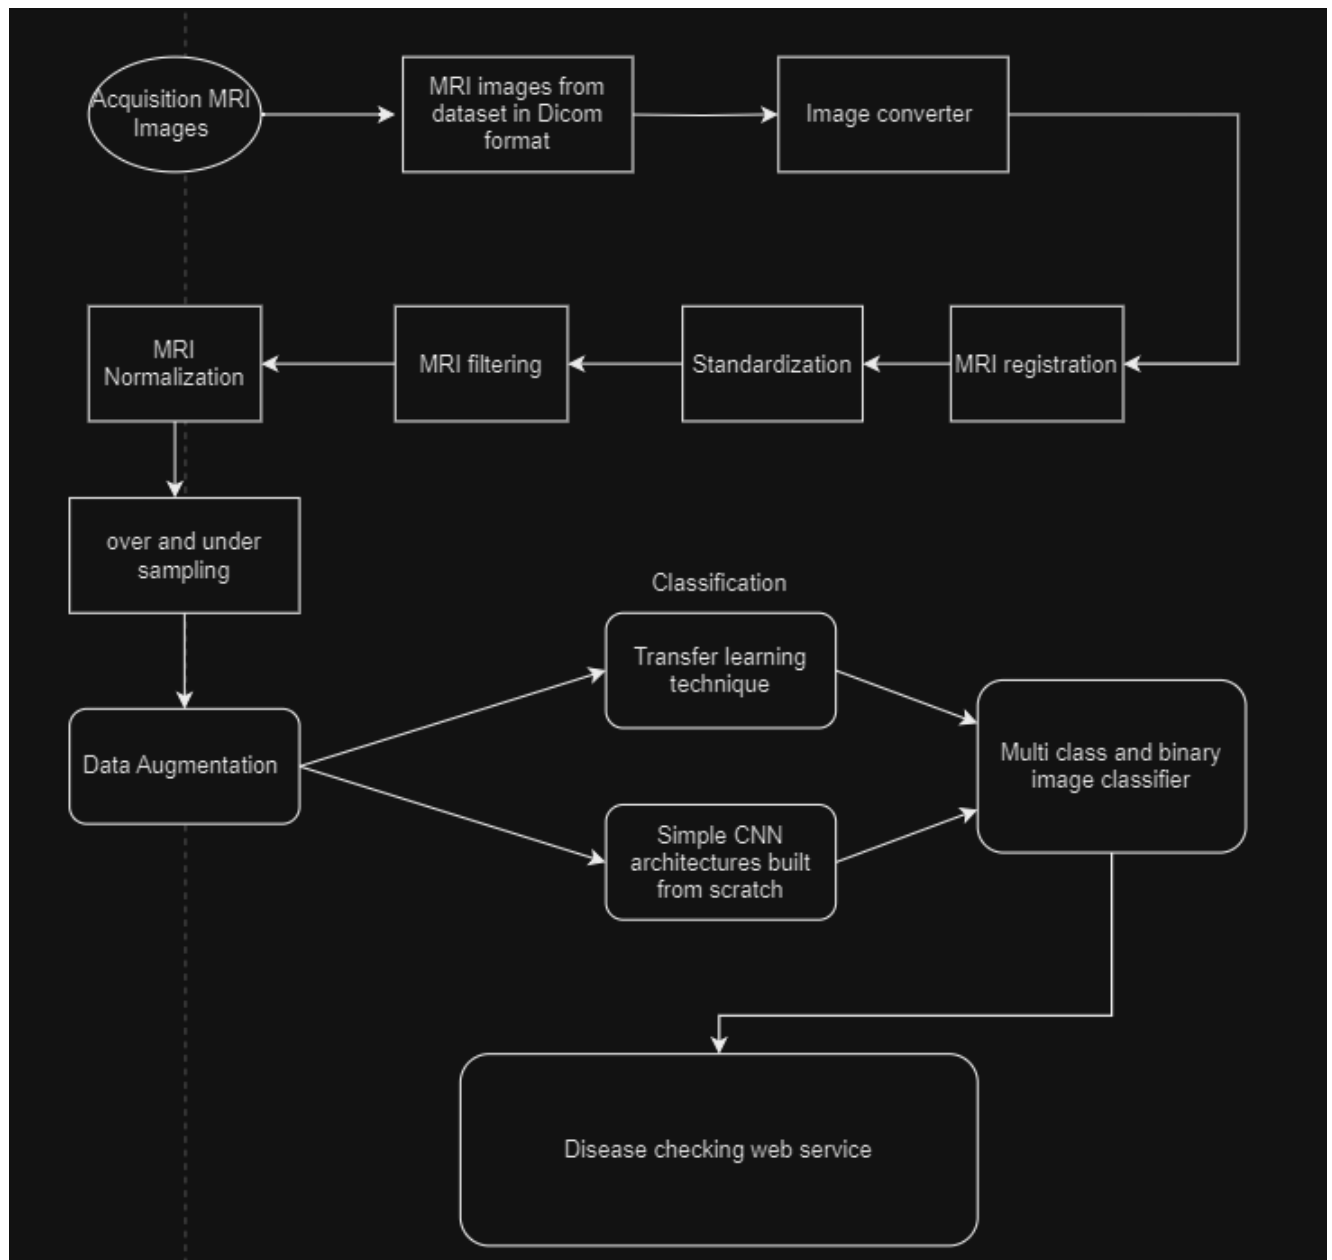 Acquisition MRI
Images
MRI images from
dataset in Dicom
format
Image converter
MRI
Normalization
MRI filtering
Standardization
MRI registration
over and under
sampling
Classification
Transfer learning
technique
Data Augmentation
Multi class and binary
image classifier
Simple CNN
architectures built
from scratch
Disease checking web service